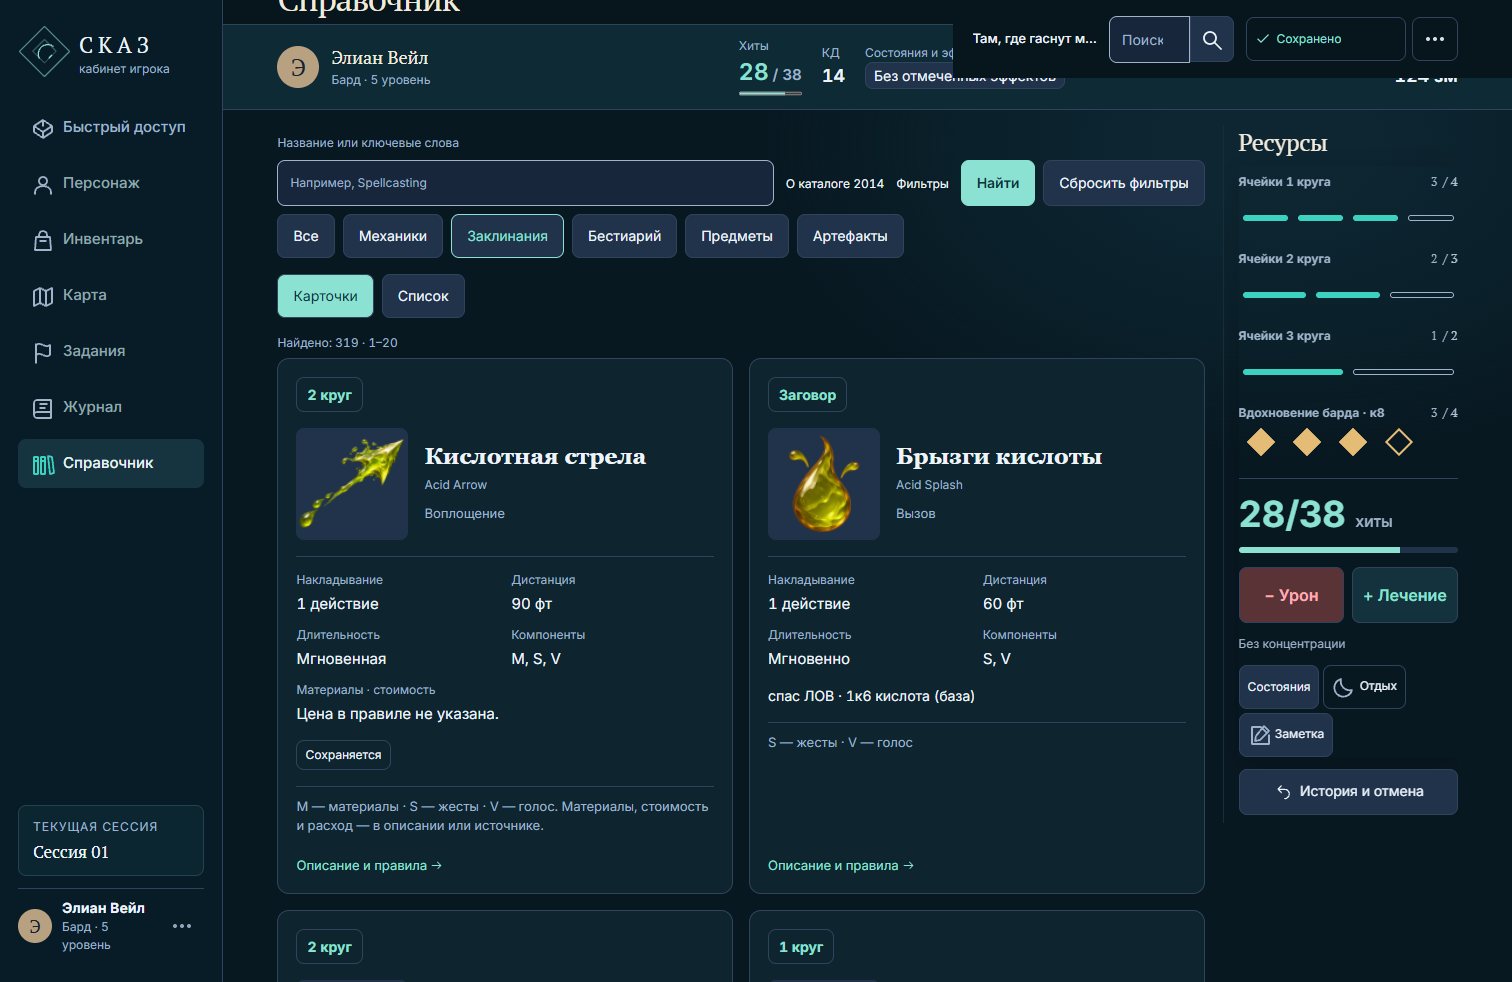 СКАЗ
кабинет игрока
Быстрый доступ
Персонаж
Инвентарь
Карта
Задания
Журнал
Справочник
ТЕКУЩАЯ СЕССИЯ
Сессия 01
Э
Элиан Вейл
Бард · 5 уровень
Справочник
Э
Элиан Вейл
Бард · 5 уровень
Хиты
28 / 38
КД
14
Состояния и эф
Без отмеченных эффектов
Там, где гаснут м...
Поиск
Сохранено
124 зм
Название или ключевые слова
Например, Spellcasting
О каталоге 2014
Фильтры
Найти
Сбросить фильтры
Все
Механики
Заклинания
Бестиарий
Предметы
Артефакты
Карточки
Список
Найдено: 319 · 1–20
2 круг
Кислотная стрела
Acid Arrow
Воплощение
Накладывание
1 действие
Дистанция
90 фт
Длительность
Мгновенная
Компоненты
M, S, V
Материалы · стоимость
Цена в правиле не указана.
Сохраняется
M — материалы · S — жесты · V — голос. Материалы, стоимость
и расход — в описании или источнике.
Описание и правила →
Заговор
Брызги кислоты
Acid Splash
Вызов
Накладывание
1 действие
Дистанция
60 фт
Длительность
Мгновенно
Компоненты
S, V
спас ЛОВ · 1к6 кислота (база)
S — жесты · V — голос
Описание и правила →
2 круг
1 круг
Ресурсы
Ячейки 1 круга
3 / 4
Ячейки 2 круга
2 / 3
Ячейки 3 круга
1 / 2
Вдохновение барда · к8
3 / 4
28/38 хиты
− Урон
+ Лечение
Без концентрации
Состояния
Отдых
Заметка
История и отмена